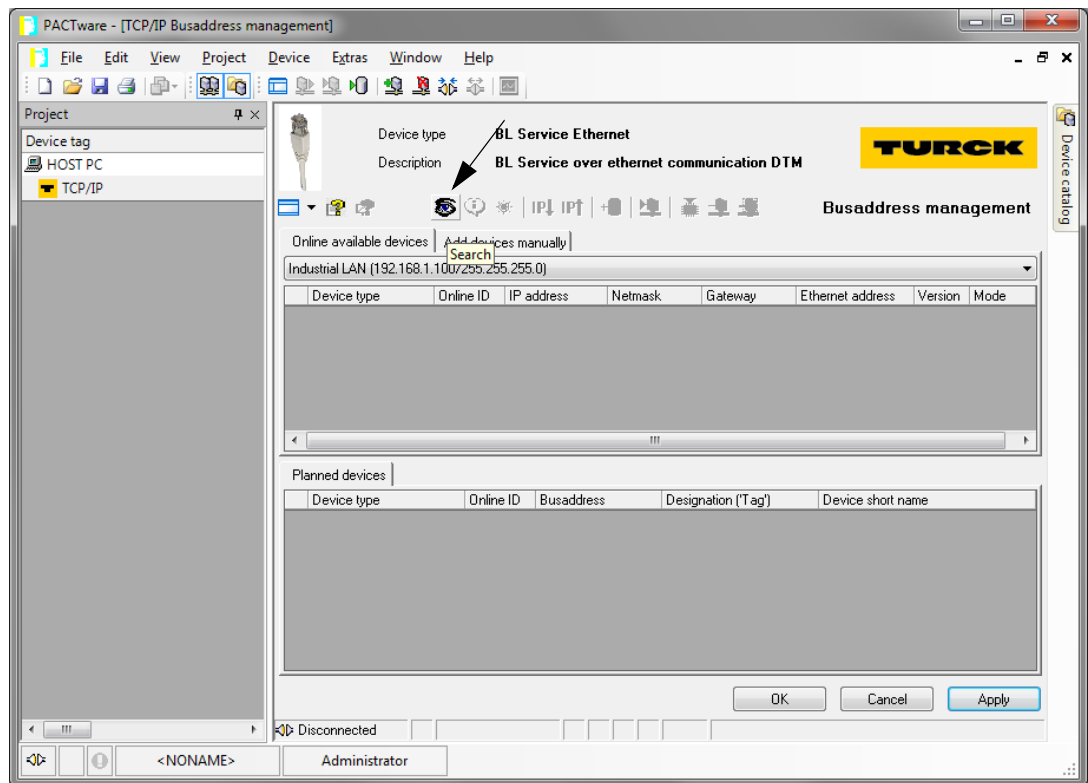 PACTware - [TCP/IP Busaddress management]
File Edit View Project Device Extras Window Help
Project
Device tag
HOST PC
TCP/IP
Device type BL Service Ethernet
Description BL Service over ethernet communication DTM
TURCK
Device catalog
IP IP
Busaddress management
Online available devices Add devices manually
Search
Industrial LAN (192.168.1.100/255.255.255.0)
Device type Online ID IP address Netmask Gateway Ethernet address Version Mode
Planned devices
Device type Online ID Busaddress Designation ('Tag') Device short name
OK Cancel Apply
Disconnected
<NONAME> Administrator